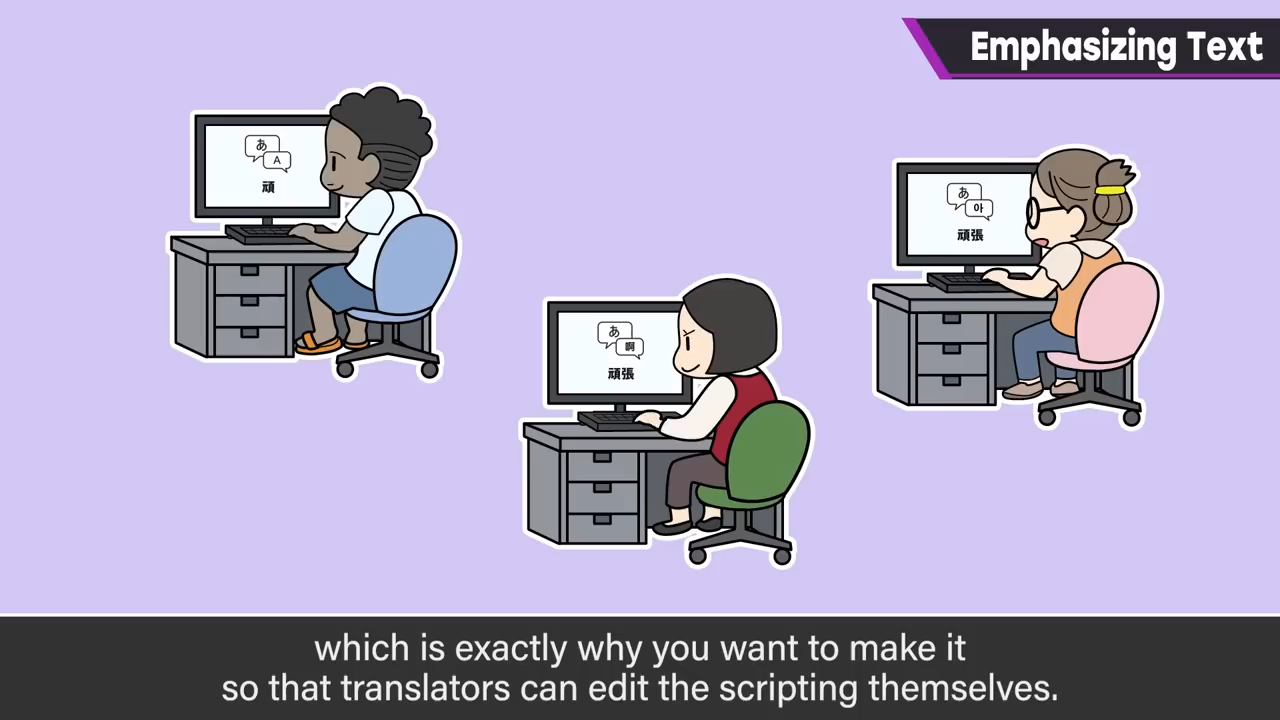 Emphasizing Text
あ
A
頑
あ
아
頑張
あ
啊
頑張
which is exactly why you want to make it
so that translators can edit the scripting themselves.